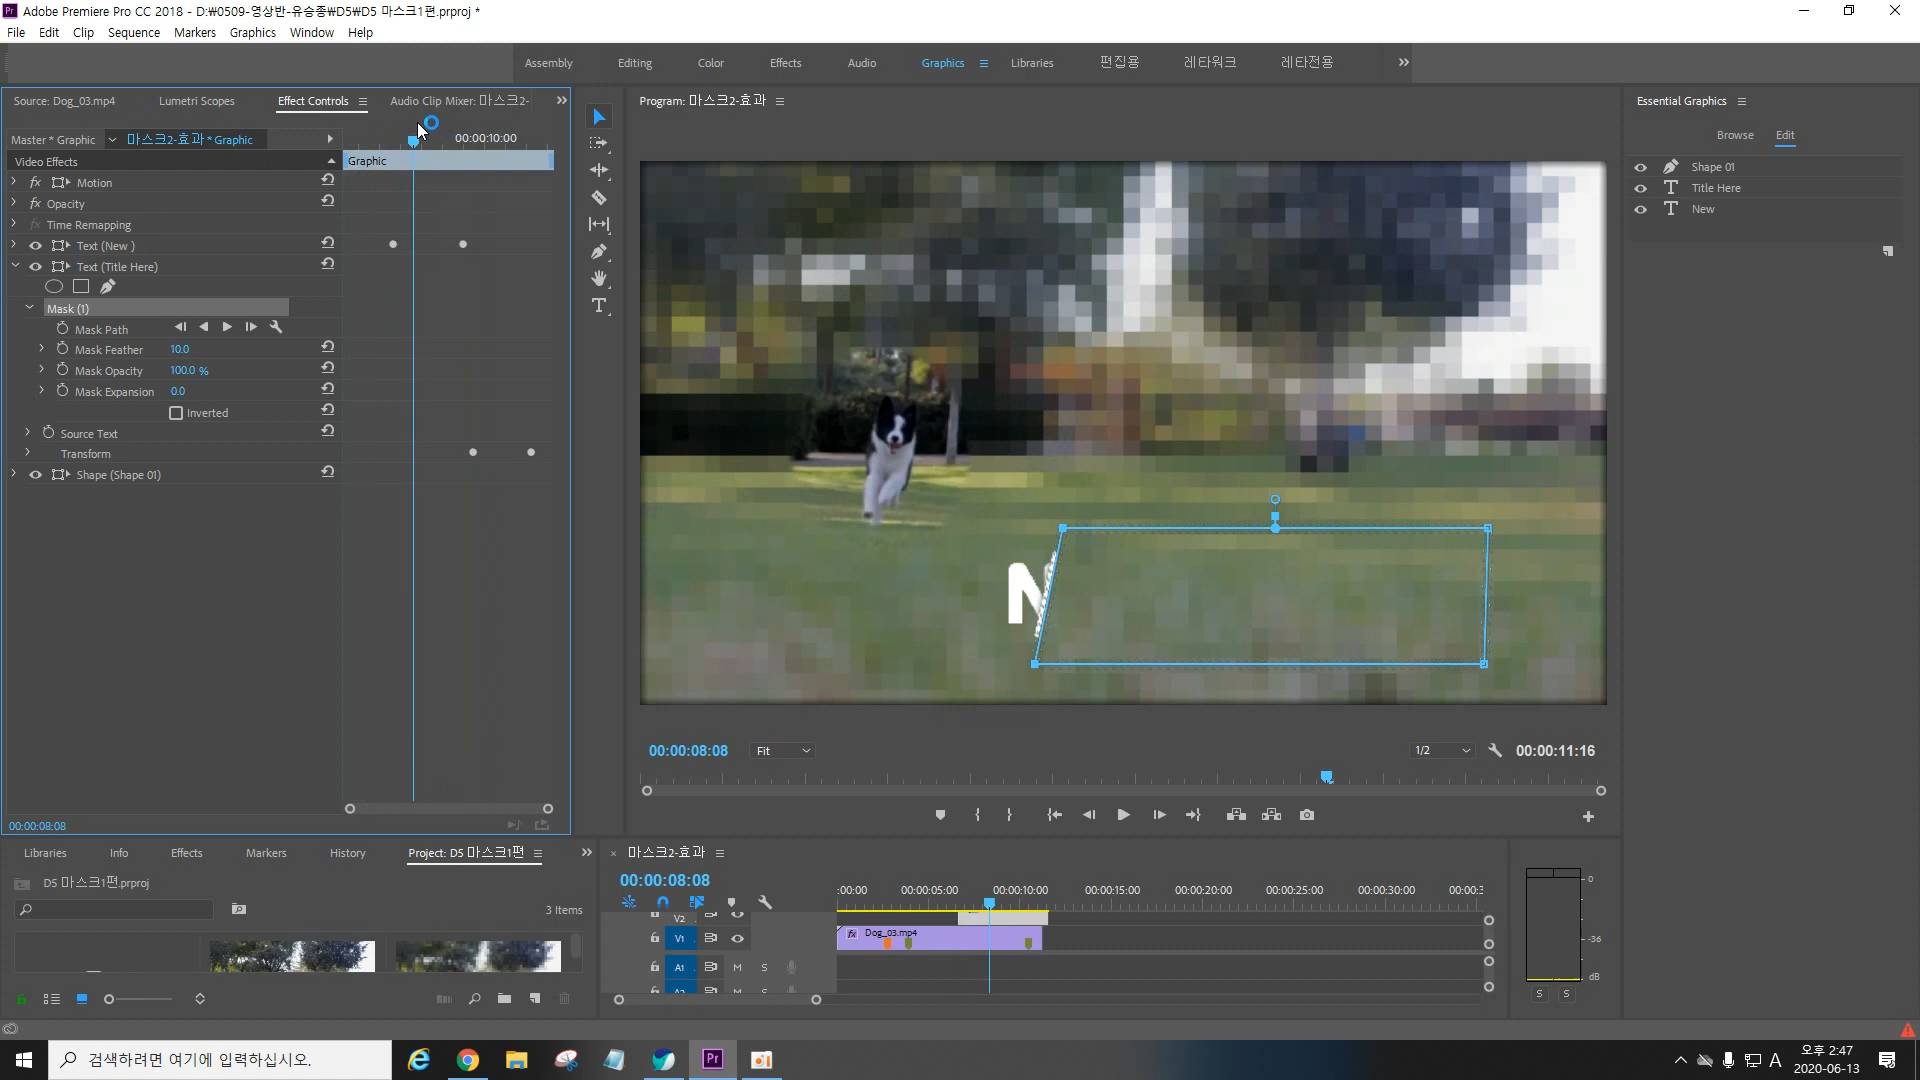 Adobe Premiere Pro CC 2018 - D:₩0509-영상반-유승종₩D5₩D5 마스크1편.prproj *
File Edit Clip Sequence Markers Graphics Window Help
Assembly Editing Color Effects Audio Graphics Libraries 편집용 레타워크 레타전용
Source: Dog_03.mp4 Lumetri Scopes Effect Controls Audio Clip Mixer: 마스크2-
Program: 마스크2-효과
Essential Graphics
Browse Edit
Master * Graphic 마스크2-효과 * Graphic 00:00:10:00
Video Effects Graphic
fx Motion
fx Opacity
fx Time Remapping
Text (New )
Text (Title Here)
Mask (1)
Mask Path
Mask Feather 10.0
Mask Opacity 100.0 %
Mask Expansion 0.0
Inverted
Source Text
Transform
Shape (Shape 01)
00:00:08:08
Shape 01
Title Here
New
N
00:00:08:08 Fit 1/2 00:00:11:16
Libraries Info Effects Markers History Project: D5 마스크1편
D5 마스크1편.prproj
3 Items
마스크2-효과
00:00:08:08
:00:00 00:00:05:00 00:00:10:00 00:00:15:00 00:00:20:00 00:00:25:00 00:00:30:00 00:00:3
V2
V1 fx Dog_03.mp4
A1 M S
A2 M S
0
-36
dB
S S
검색하려면 여기에 입력하십시오.
Pr
A
오후 2:47
2020-06-13